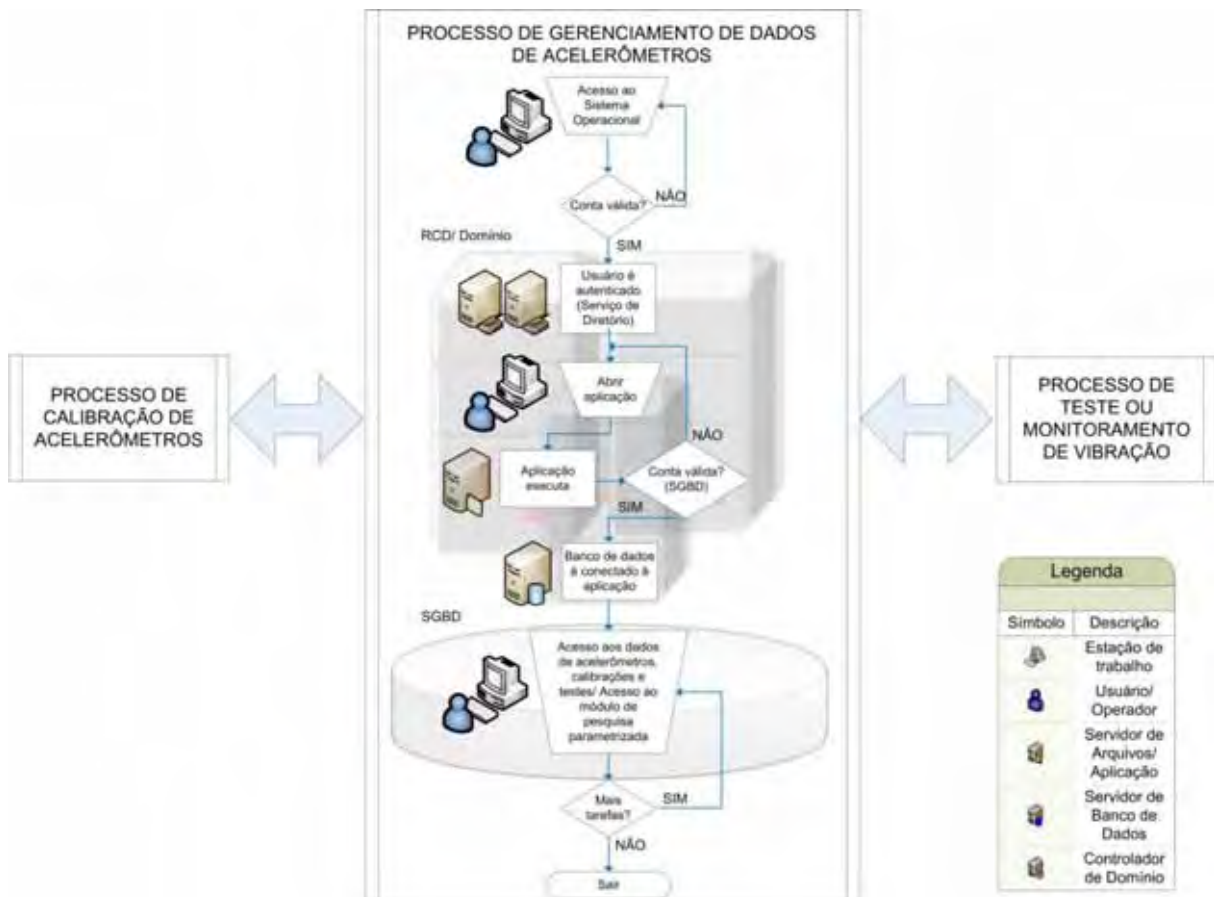 PROCESSO DE GERENCIAMENTO DE DADOS
DE ACELERÔMETROS
Acesso ao
Sistema
Operacional
Conta válida?
NÃO
SIM
RCD/ Domínio
Usuário é
autenticado
(Serviço de
Diretório)
Abrir
aplicação
NÃO
Aplicação
executa
Conta válida?
(SGBD)
SIM
Banco de dados
é conectado à
aplicação
SGBD
Acesso aos dados
de acelerômetros,
calibrações e
testes/ Acesso ao
módulo de
pesquisa
parametrizada
Mais
tarefas?
SIM
NÃO
Sair
PROCESSO DE
CALIBRAÇÃO DE
ACELERÔMETROS
PROCESSO DE
TESTE OU
MONITORAMENTO
DE VIBRAÇÃO
Legenda
Símbolo Descrição
Estação de
trabalho
Usuário/
Operador
Servidor de
Arquivos/
Aplicação
Servidor de
Banco de
Dados
Controlador
de Domínio